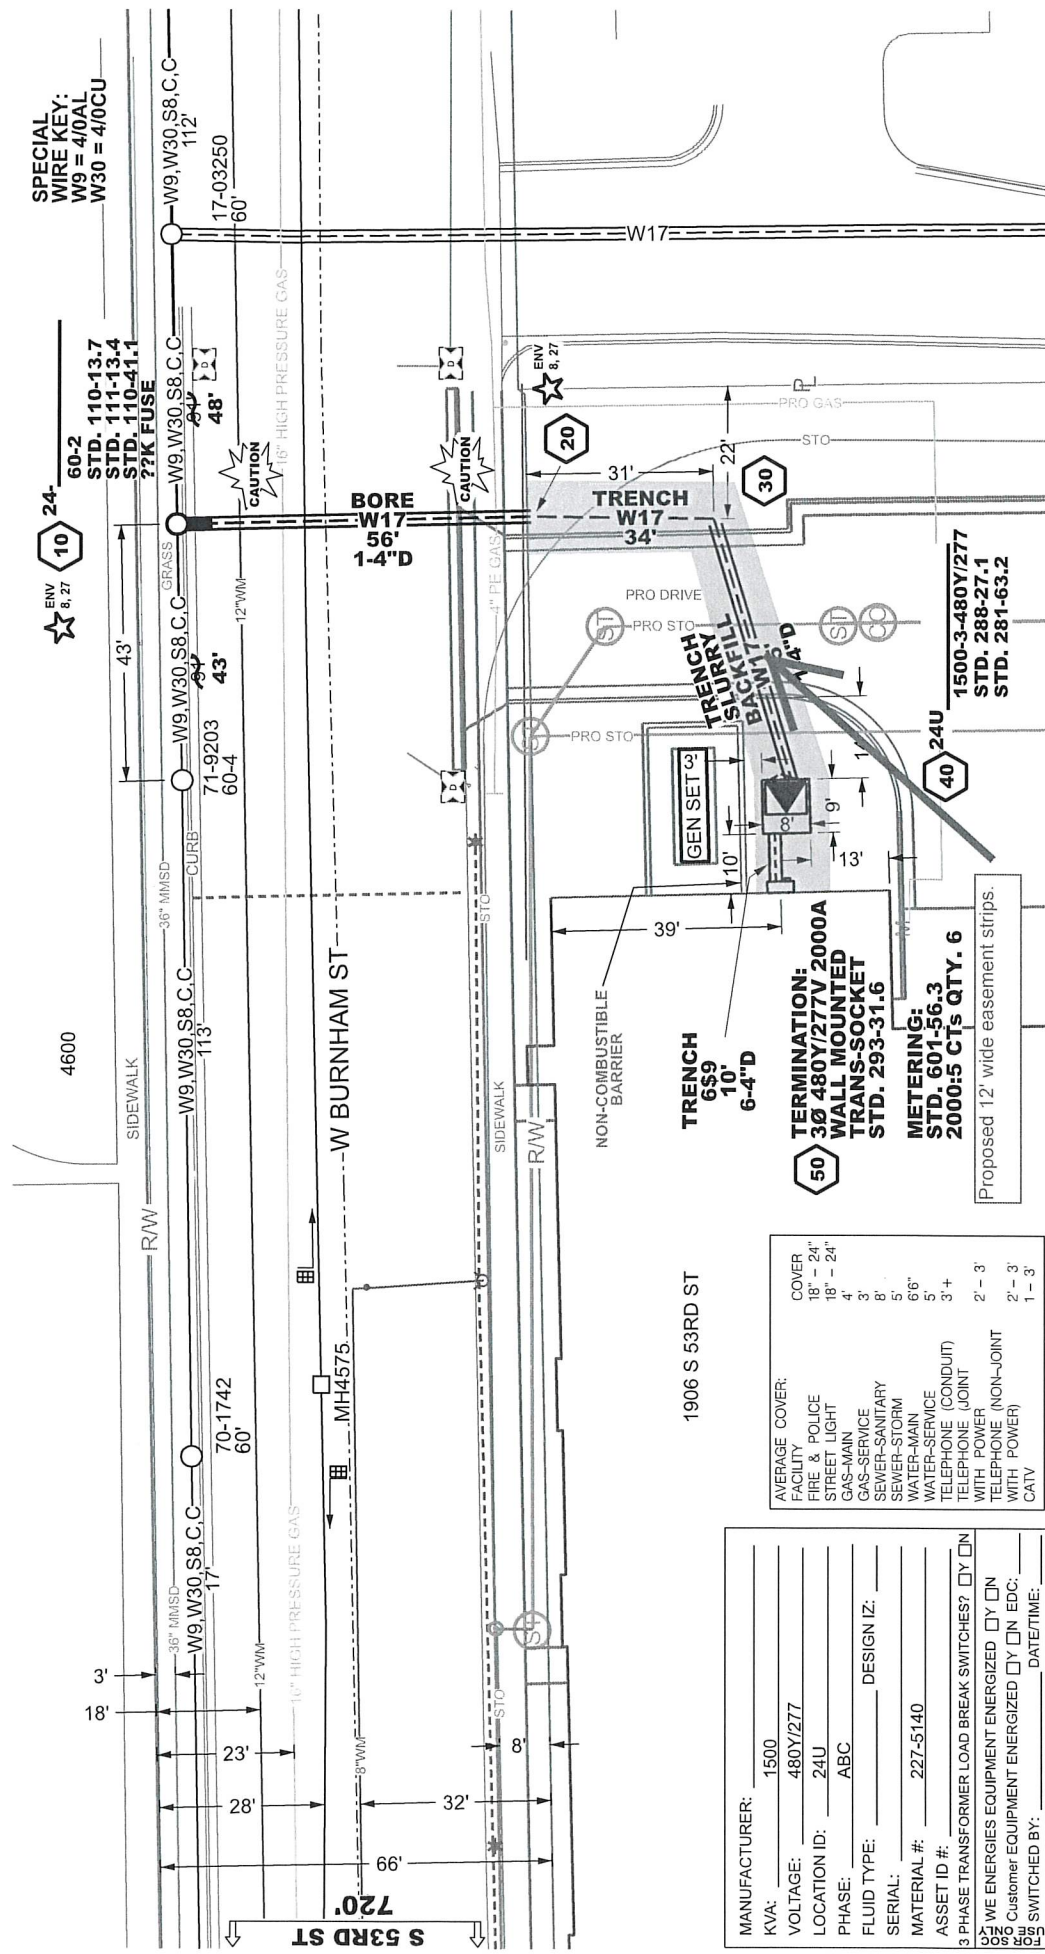 SPECIAL
WIRE KEY:
W9 = 4/0AL
W30 = 4/0CU
ENV
8, 27
10
24-
60-2
STD. 110-13.7
STD. 111-13.4
STD. 110-41.1
??K FUSE
4600
SIDEWALK
R/W
36" MMSD
W9,W30,S8,C,C
17'
70-1742
60'
W9,W30,S8,C,C
113'
36" MMSD
CURB
71-9203
60-4
43'
W9,W30,S8,C,C
43'
GRASS
W9,W30,S8,C,C
48'
D
W9,W30,S8,C,C
112'
17-03250
60'
12"WM
12"WM
16" HIGH PRESSURE GAS
16" HIGH PRESSURE GAS
CAUTION
CAUTION
BORE
W17
56'
1-4"D
W17
W BURNHAM ST
MH4575
8"WM
3'
18'
23'
28'
32'
66'
8'
720'
S 53RD ST
STO
STO
SIDEWALK
R/W
4" PE GAS
D
D
ENV
8, 27
20
31'
TRENCH
W17
34'
22'
30
PL
PRO GAS
STO
PRO DRIVE
PRO STO
ST
ST
CO
PRO STO
TRENCH
SLURRY
BACKFILL
W17
GEN SET
3'
10'
8'
9'
13'
39'
NON-COMBUSTIBLE
BARRIER
TRENCH
6$9
10'
6-4"D
40
24U
1500-3-480Y/277
STD. 288-27.1
STD. 281-63.2
50
TERMINATION:
3Ø 480Y/277V 2000A
WALL MOUNTED
TRANS-SOCKET
STD. 293-31.6
METERING:
STD. 601-56.3
2000:5 CTs QTY. 6
Proposed 12' wide easement strips.
1906 S 53RD ST
AVERAGE COVER:
FACILITY COVER
FIRE & POLICE 18" – 24"
STREET LIGHT 18" – 24"
GAS–MAIN 4'
GAS–SERVICE 3'
SEWER–SANITARY 8'
SEWER–STORM 5'
WATER–MAIN 6'6"
WATER–SERVICE 5'
TELEPHONE (CONDUIT) 3'+
TELEPHONE (JOINT
WITH POWER 2' – 3'
TELEPHONE (NON–JOINT
WITH POWER) 2' – 3'
CATV 1 – 3'
MANUFACTURER:
KVA: 1500
VOLTAGE: 480Y/277
LOCATION ID: 24U
PHASE: ABC
FLUID TYPE: DESIGN IZ:
SERIAL:
MATERIAL #: 227-5140
ASSET ID #:
3 PHASE TRANSFORMER LOAD BREAK SWITCHES? □Y □N
FOR SOC
USE ONLY
WE ENERGIES EQUIPMENT ENERGIZED □Y □N
Customer EQUIPMENT ENERGIZED □Y □N EDC:
SWITCHED BY: DATE/TIME: